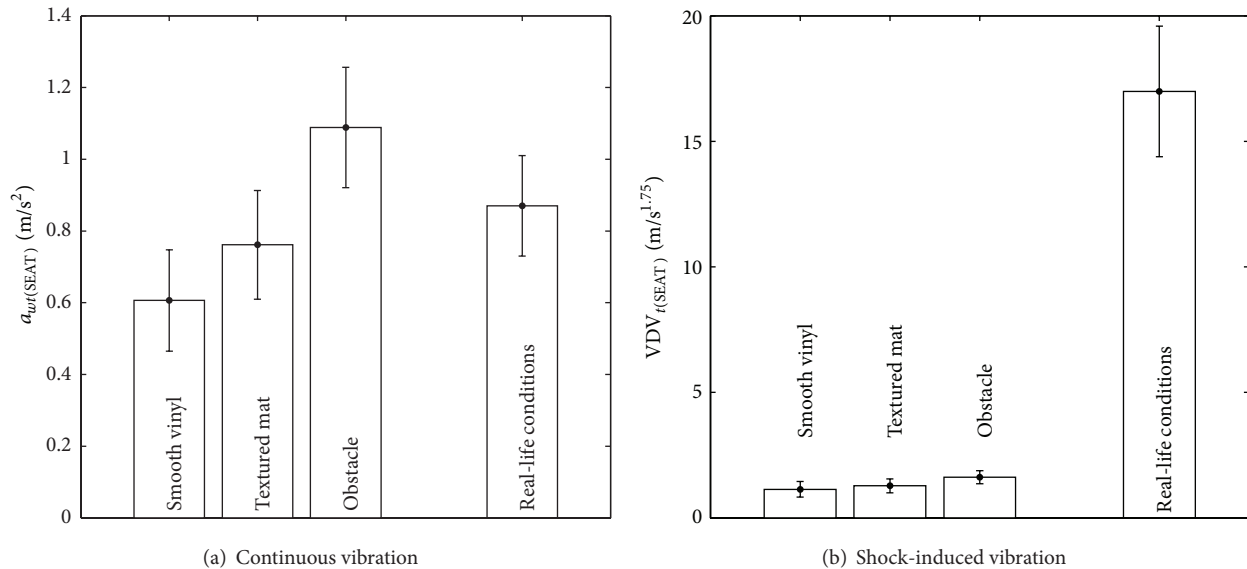 1.4
1.2
1
0.8
0.6
0.4
0.2
0
a_wt(SEAT) (m/s²)
Smooth vinyl
Textured mat
Obstacle
Real-life conditions
(a) Continuous vibration
20
15
10
5
0
VDV_t(SEAT) (m/s^1.75)
Smooth vinyl
Textured mat
Obstacle
Real-life conditions
(b) Shock-induced vibration